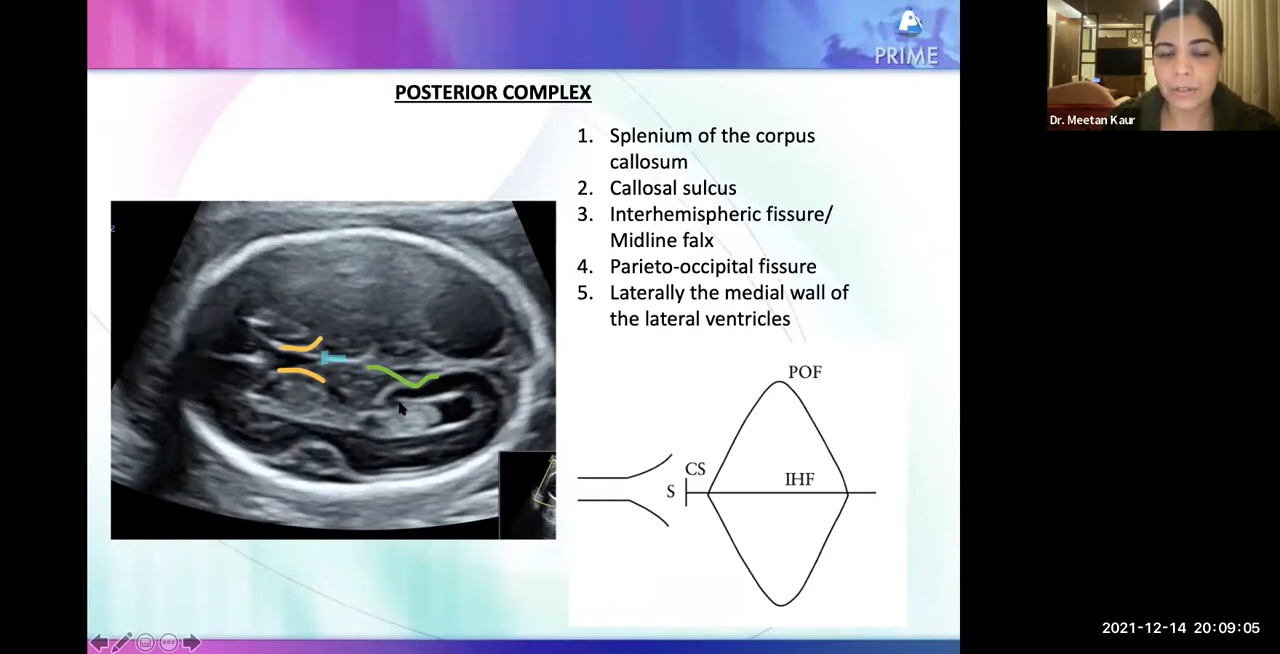 PRIME
POSTERIOR COMPLEX
1. Splenium of the corpus
callosum
2. Callosal sulcus
3. Interhemispheric fissure/
Midline falx
4. Parieto-occipital fissure
5. Laterally the medial wall of
the lateral ventricles
2
POF
CS
IHF
S
Dr. Meetan Kaur
2021-12-14 20:09:05